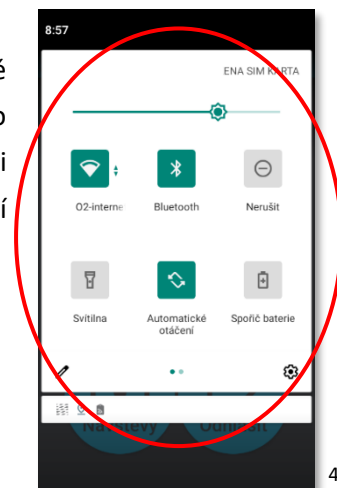 8:57
é
ENA SIM KARTA
o
i
í
O2-interne
Bluetooth
Nerušit
Svítilna
Automatické
otáčení
Spořič baterie
Návštěvy
Odhlásit
4